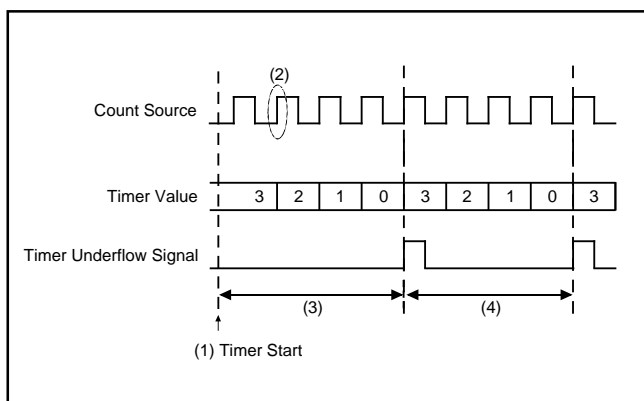 (2)
Count Source
Timer Value 3 2 1 0 3 2 1 0 3
Timer Underflow Signal
(3) (4)
(1) Timer Start